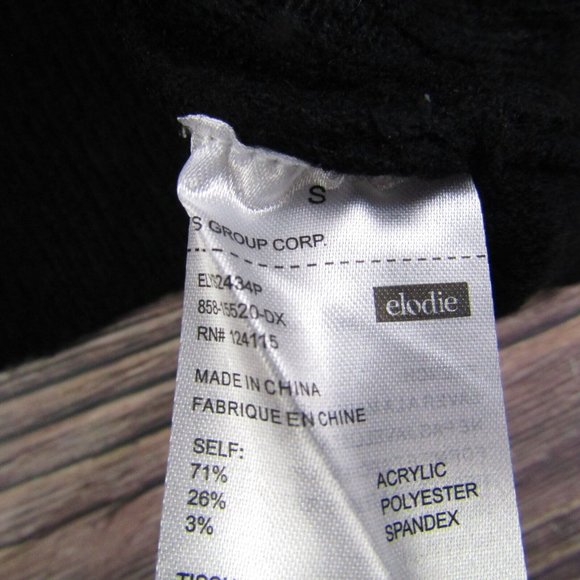 S
S GROUP CORP.
elodie
858-15520-DX
RN# 124115
MADE IN CHINA
FABRIQUE EN CHINE
SELF:
71% ACRYLIC
26% POLYESTER
3% SPANDEX